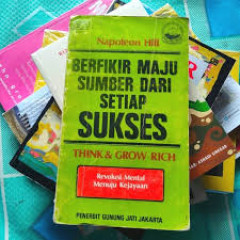 Napoleon Hill
BERFIKIR MAJU
SUMBER DARI
SETIAP
SUKSES
THINK & GROW RICH
Revolusi Mental
Menuju Kejayaan
PENERBIT GUNUNG JATI JAKARTA